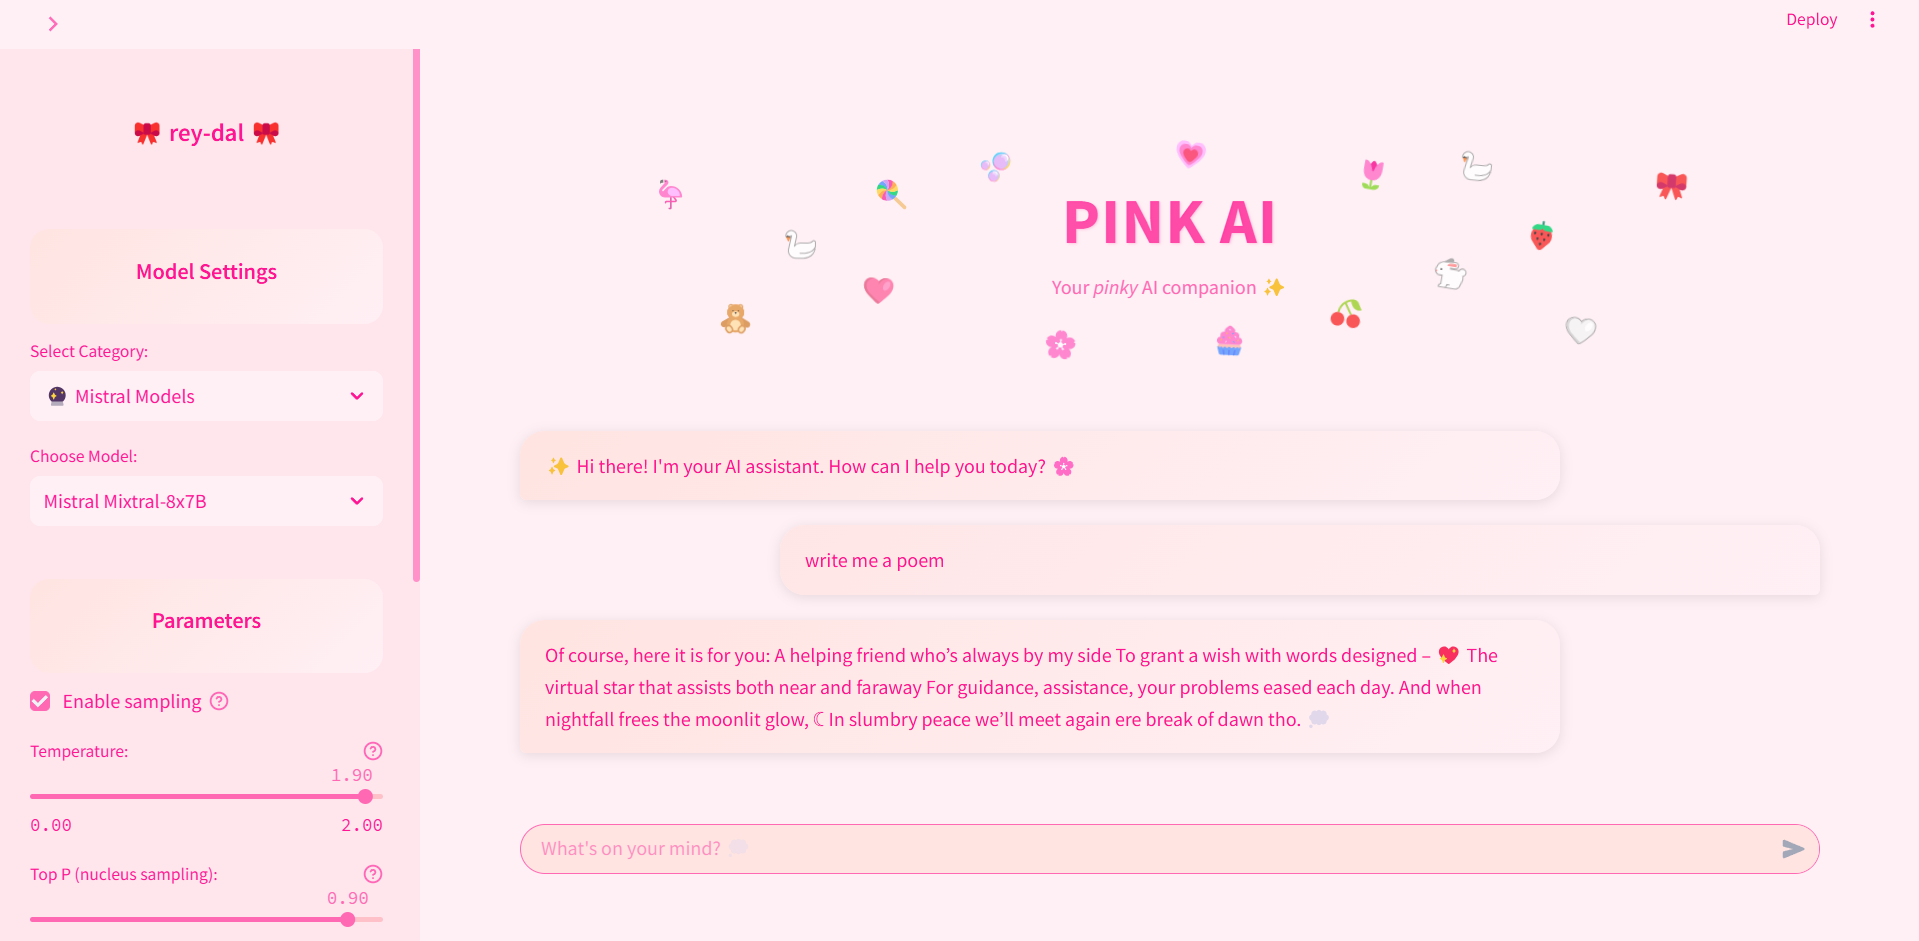 Deploy
🎀 rey-dal 🎀
Model Settings
Select Category:
🔮 Mistral Models
Choose Model:
Mistral Mixtral-8x7B
Parameters
Enable sampling
Temperature:
1.90
0.00
2.00
Top P (nucleus sampling):
0.90
PINK AI
Your pinky AI companion ✨
✨ Hi there! I'm your AI assistant. How can I help you today? 🌸
write me a poem
Of course, here it is for you: A helping friend who’s always by my side To grant a wish with words designed – 💖 The
virtual star that assists both near and faraway For guidance, assistance, your problems eased each day. And when
nightfall frees the moonlit glow, ☾In slumbry peace we’ll meet again ere break of dawn tho. 💭
What's on your mind? 💭